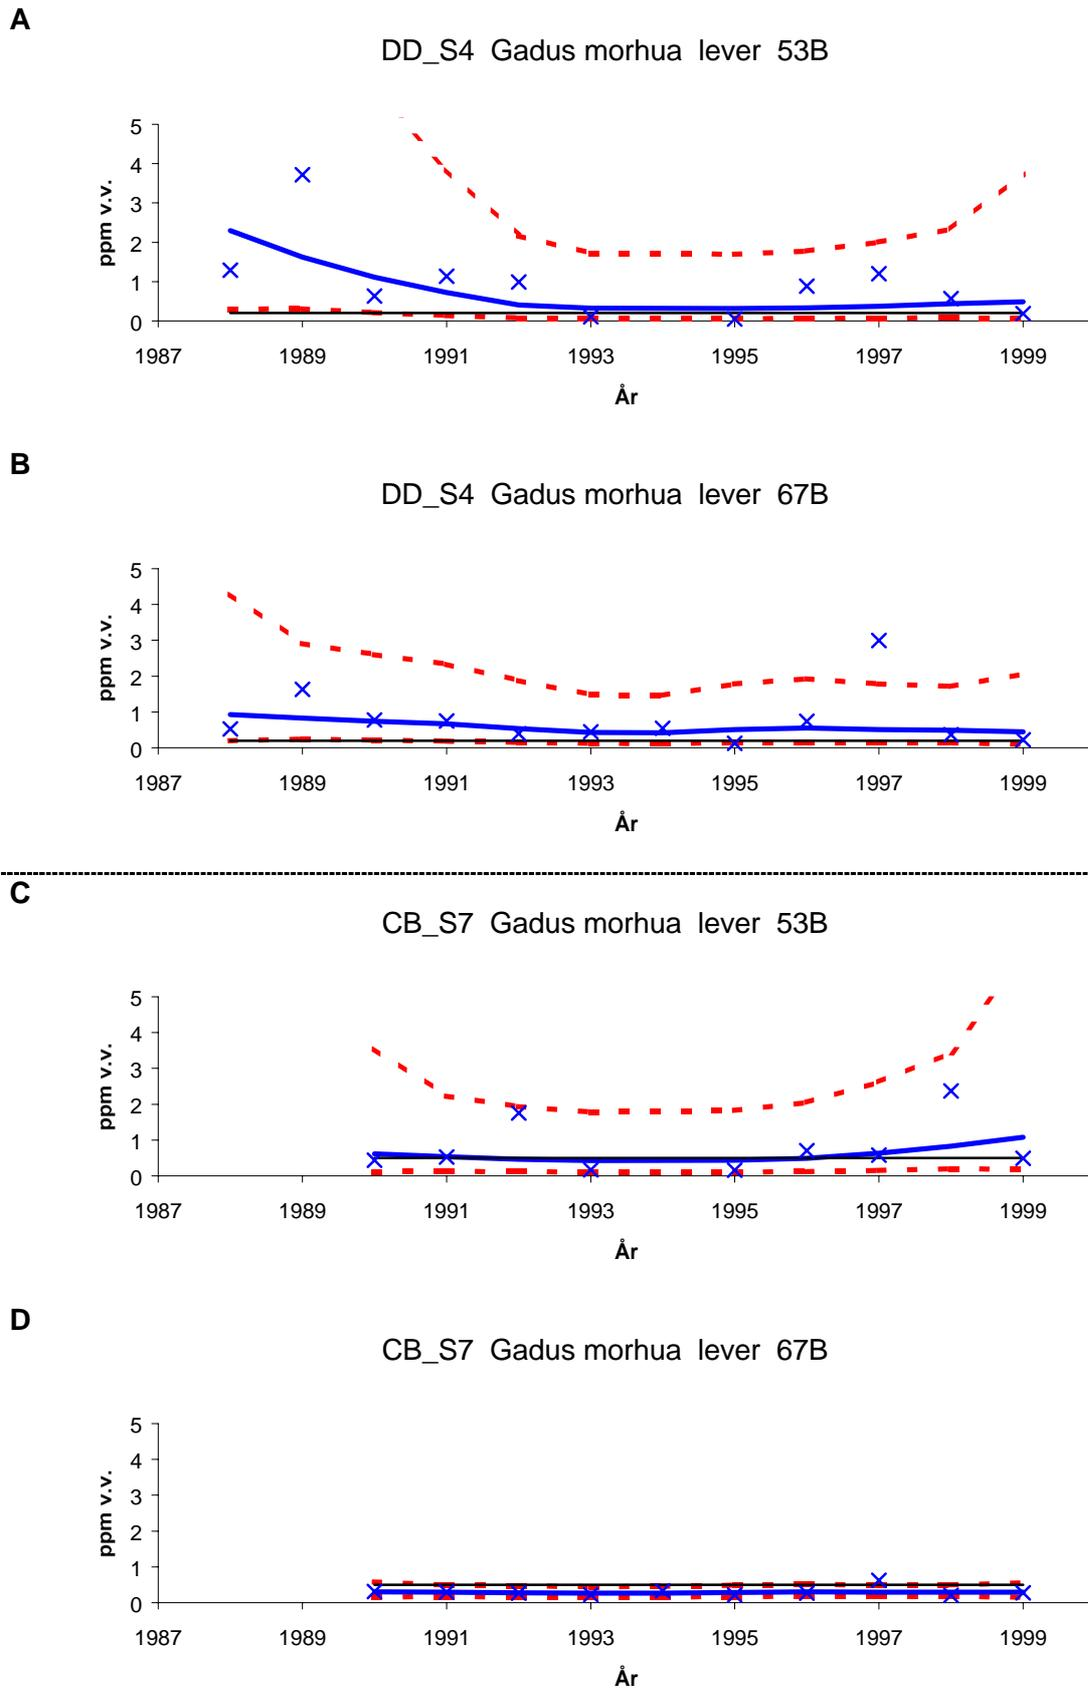 A
DD_S4 Gadus morhua lever 53B
5
4
3
2
1
0
ppm v.v.
1987 1989 1991 1993 1995 1997 1999
År
B
DD_S4 Gadus morhua lever 67B
5
4
3
2
1
0
ppm v.v.
1987 1989 1991 1993 1995 1997 1999
År
C
CB_S7 Gadus morhua lever 53B
5
4
3
2
1
0
ppm v.v.
1987 1989 1991 1993 1995 1997 1999
År
D
CB_S7 Gadus morhua lever 67B
5
4
3
2
1
0
ppm v.v.
1987 1989 1991 1993 1995 1997 1999
År